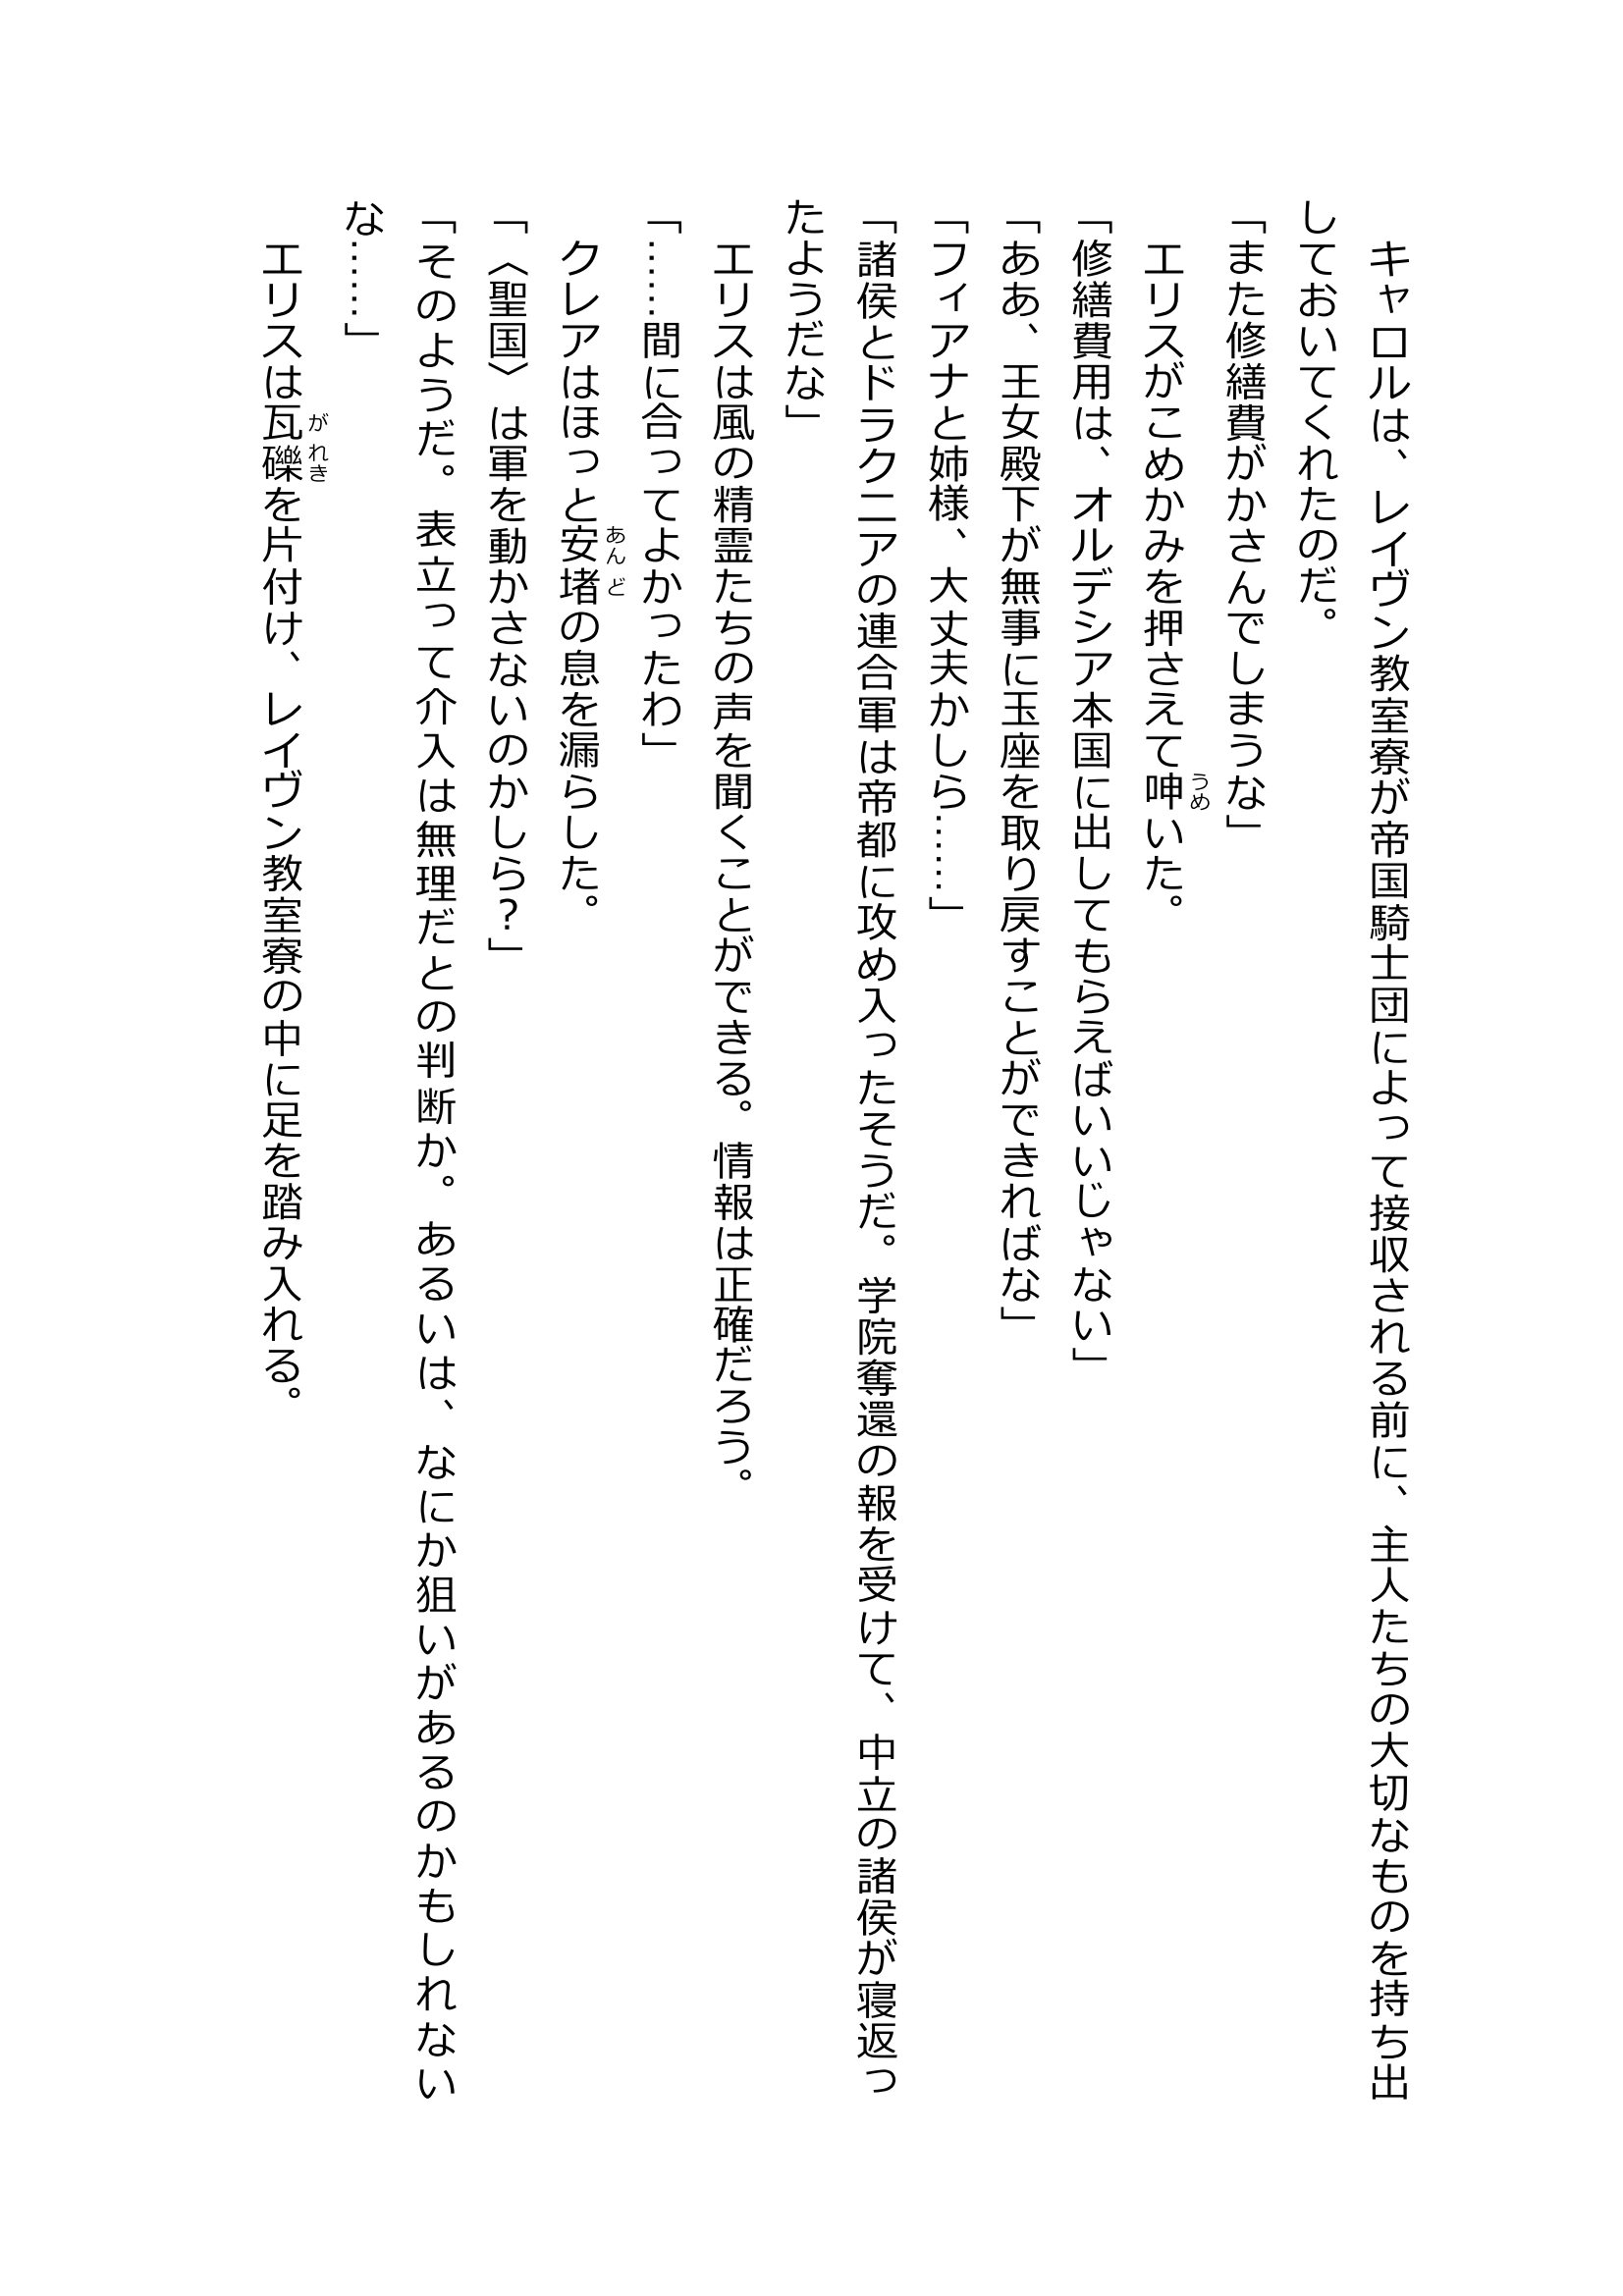 キャロルは、レイヴン教室寮が帝国騎士団によって接収される前に、主人たちの大切なものを持ち出
しておいてくれたのだ。
「また修繕費がかさんでしまうな」
エリスがこめかみを押さえて呻いた。
うめ
「修繕費用は、オルデシア本国に出してもらえばいいじゃない」
「ああ、王女殿下が無事に玉座を取り戻すことができればな」
「フィアナと姉様、大丈夫かしら……」
「諸侯とドラクニアの連合軍は帝都に攻め入ったそうだ。学院奪還の報を受けて、中立の諸侯が寝返っ
たようだな」
エリスは風の精霊たちの声を聞くことができる。情報は正確だろう。
「……間に合ってよかったわ」
クレアはほっと安堵の息を漏らした。
あんど
「〈聖国〉は軍を動かさないのかしら？」
「そのようだ。表立って介入は無理だとの判断か。あるいは、なにか狙いがあるのかもしれない
な……」
エリスは瓦礫を片付け、レイヴン教室寮の中に足を踏み入れる。
がれき